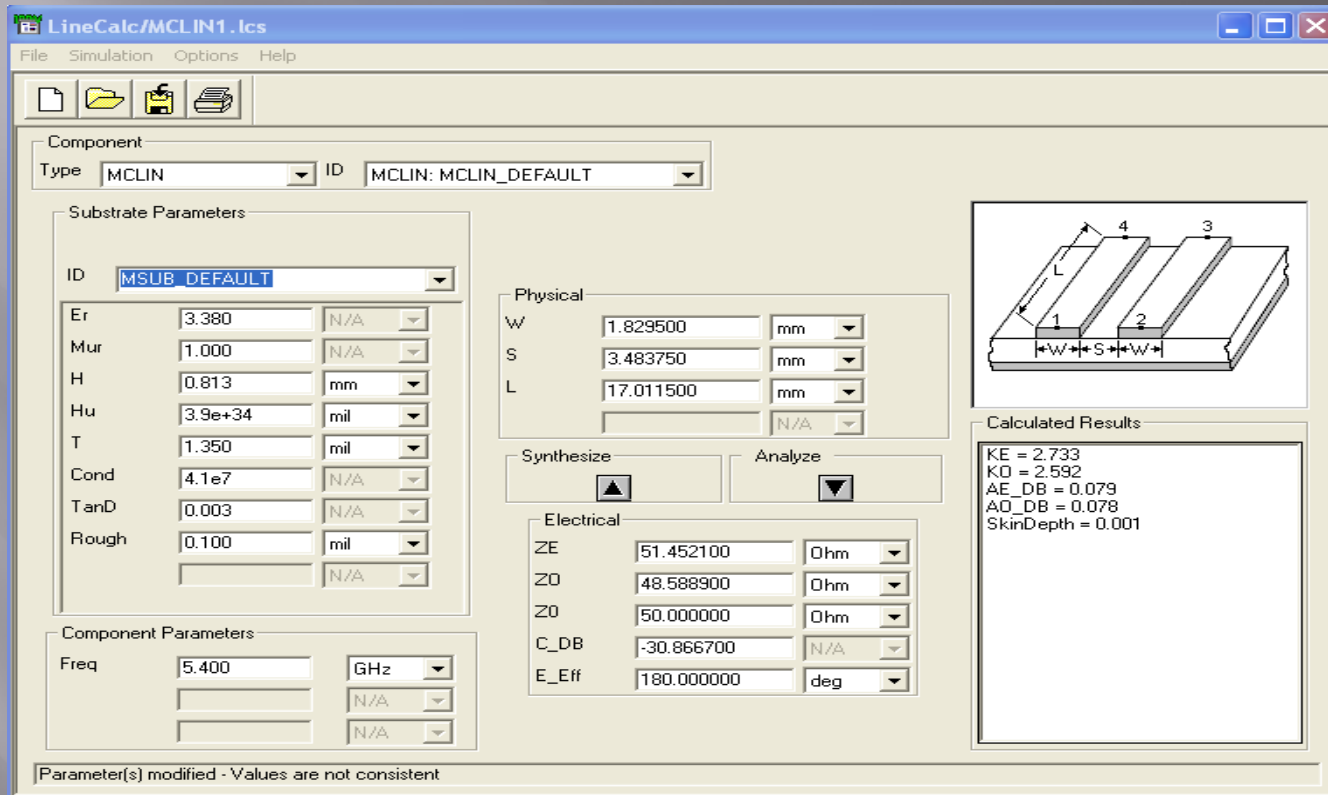 LineCalc/MCLIN1.lcs
File Simulation Options Help
Component
Type MCLIN ID MCLIN: MCLIN_DEFAULT
Substrate Parameters
ID MSUB_DEFAULT
Er 3.380 N/A
Mur 1.000 N/A
H 0.813 mm
Hu 3.9e+34 mil
T 1.350 mil
Cond 4.1e7 N/A
TanD 0.003 N/A
Rough 0.100 mil
N/A
Component Parameters
Freq 5.400 GHz
N/A
N/A
Physical
W 1.829500 mm
S 3.483750 mm
L 17.011500 mm
N/A
Synthesize Analyze
Electrical
ZE 51.452100 Ohm
ZO 48.588900 Ohm
Z0 50.000000 Ohm
C_DB -30.866700 N/A
E_Eff 180.000000 deg
4 3
L
1 2
W S W
Calculated Results
KE = 2.733
KO = 2.592
AE_DB = 0.079
AO_DB = 0.078
SkinDepth = 0.001
Parameter(s) modified - Values are not consistent